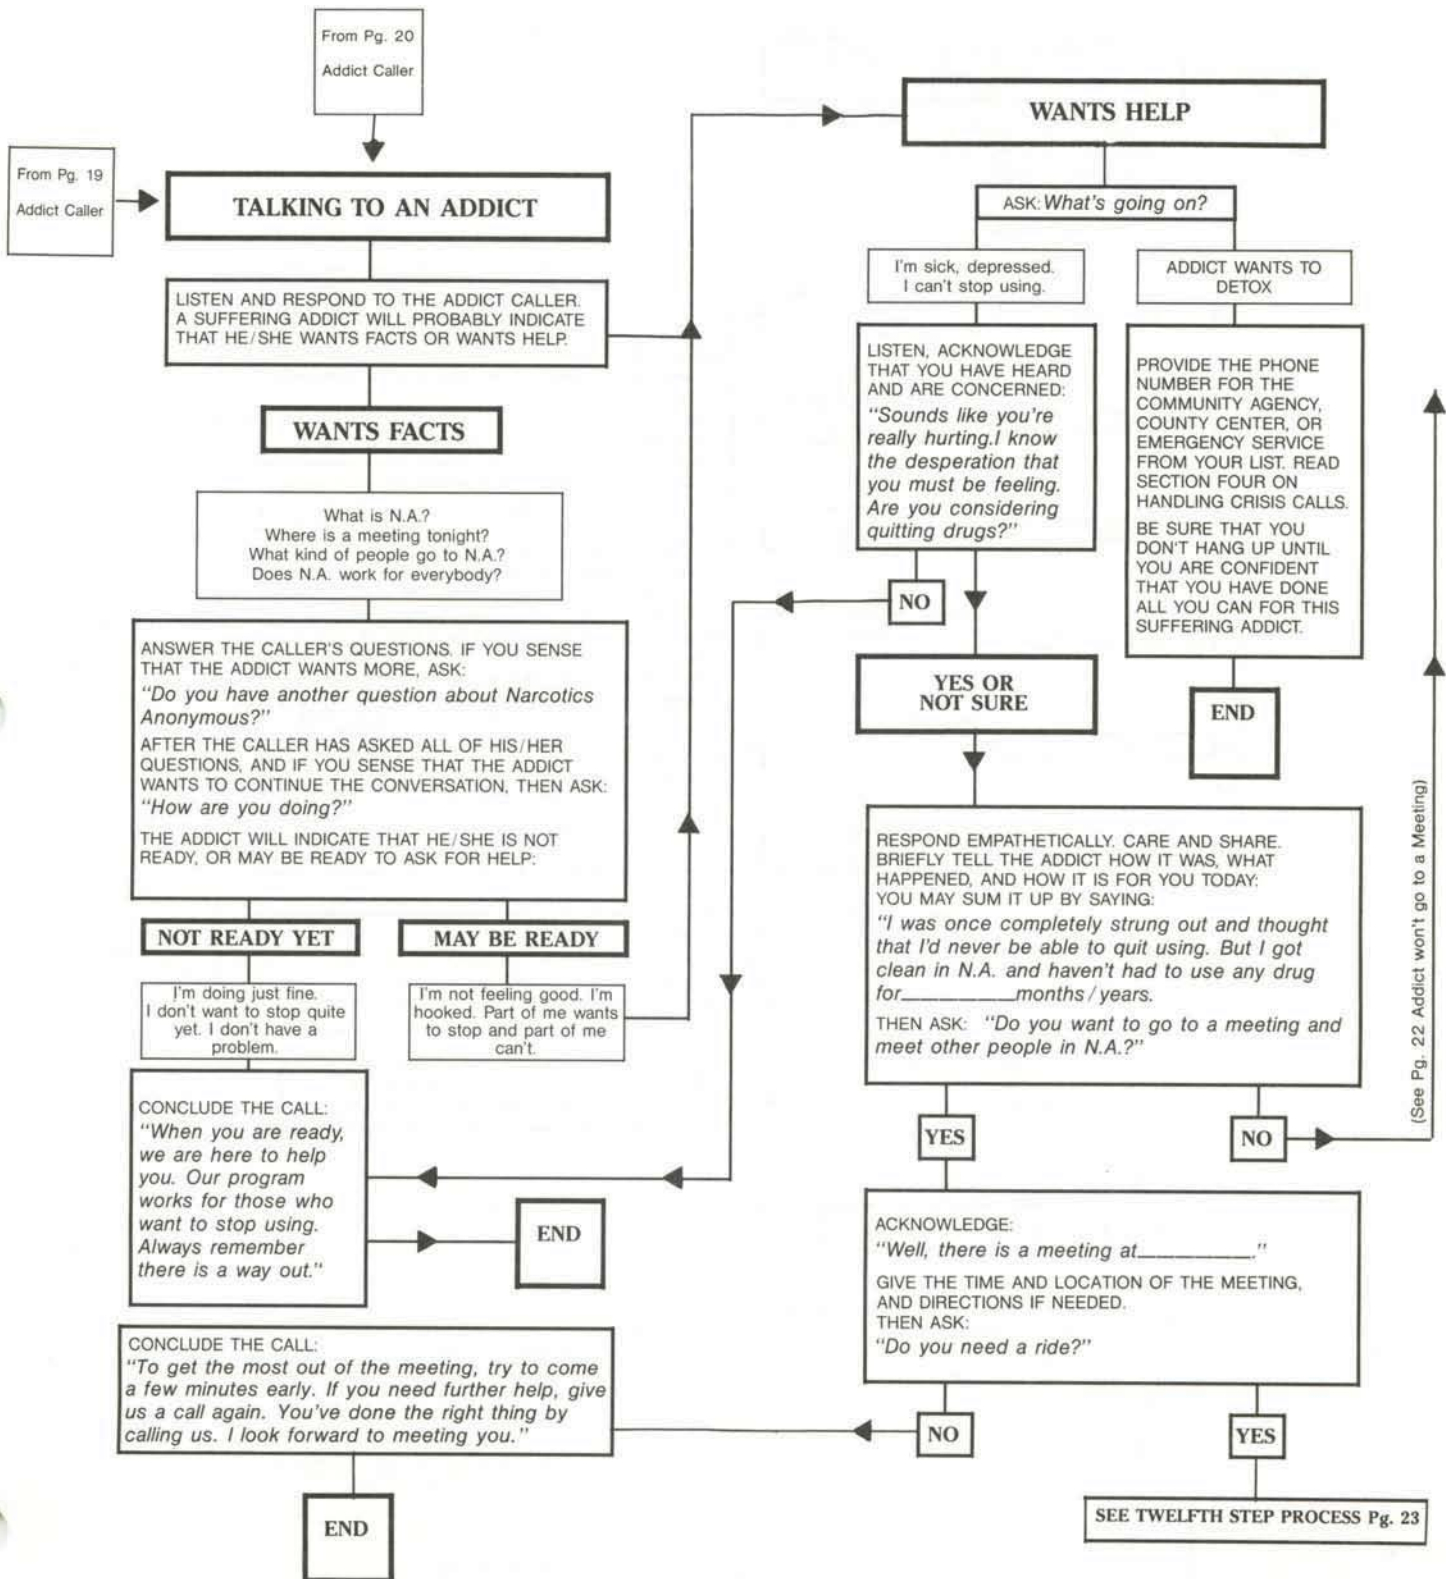 From Pg. 20
Addict Caller
From Pg. 19
Addict Caller
TALKING TO AN ADDICT
LISTEN AND RESPOND TO THE ADDICT CALLER.
A SUFFERING ADDICT WILL PROBABLY INDICATE
THAT HE/SHE WANTS FACTS OR WANTS HELP.
WANTS FACTS
What is N.A.?
Where is a meeting tonight?
What kind of people go to N.A.?
Does N.A. work for everybody?
ANSWER THE CALLER'S QUESTIONS. IF YOU SENSE
THAT THE ADDICT WANTS MORE, ASK:
"Do you have another question about Narcotics
Anonymous?"
AFTER THE CALLER HAS ASKED ALL OF HIS/HER
QUESTIONS, AND IF YOU SENSE THAT THE ADDICT
WANTS TO CONTINUE THE CONVERSATION, THEN ASK:
"How are you doing?"
THE ADDICT WILL INDICATE THAT HE/SHE IS NOT
READY, OR MAY BE READY TO ASK FOR HELP:
NOT READY YET
I'm doing just fine.
I don't want to stop quite
yet. I don't have a
problem.
MAY BE READY
I'm not feeling good. I'm
hooked. Part of me wants
to stop and part of me
can't.
CONCLUDE THE CALL:
"When you are ready,
we are here to help
you. Our program
works for those who
want to stop using.
Always remember
there is a way out."
END
WANTS HELP
ASK: What's going on?
I'm sick, depressed.
I can't stop using.
LISTEN, ACKNOWLEDGE
THAT YOU HAVE HEARD
AND ARE CONCERNED:
"Sounds like you're
really hurting.I know
the desperation that
you must be feeling.
Are you considering
quitting drugs?"
NO
YES OR
NOT SURE
ADDICT WANTS TO
DETOX
PROVIDE THE PHONE
NUMBER FOR THE
COMMUNITY AGENCY,
COUNTY CENTER, OR
EMERGENCY SERVICE
FROM YOUR LIST. READ
SECTION FOUR ON
HANDLING CRISIS CALLS.
BE SURE THAT YOU
DON'T HANG UP UNTIL
YOU ARE CONFIDENT
THAT YOU HAVE DONE
ALL YOU CAN FOR THIS
SUFFERING ADDICT.
END
RESPOND EMPATHETICALLY. CARE AND SHARE.
BRIEFLY TELL THE ADDICT HOW IT WAS, WHAT
HAPPENED, AND HOW IT IS FOR YOU TODAY:
YOU MAY SUM IT UP BY SAYING:
"I was once completely strung out and thought
that I'd never be able to quit using. But I got
clean in N.A. and haven't had to use any drug
for__________months/years.
THEN ASK: "Do you want to go to a meeting and
meet other people in N.A.?"
YES
NO
(See Pg. 22 Addict won't go to a Meeting)
ACKNOWLEDGE:
"Well, there is a meeting at__________."
GIVE THE TIME AND LOCATION OF THE MEETING,
AND DIRECTIONS IF NEEDED.
THEN ASK:
"Do you need a ride?"
NO
YES
CONCLUDE THE CALL:
"To get the most out of the meeting, try to come
a few minutes early. If you need further help, give
us a call again. You've done the right thing by
calling us. I look forward to meeting you."
END
SEE TWELFTH STEP PROCESS Pg. 23